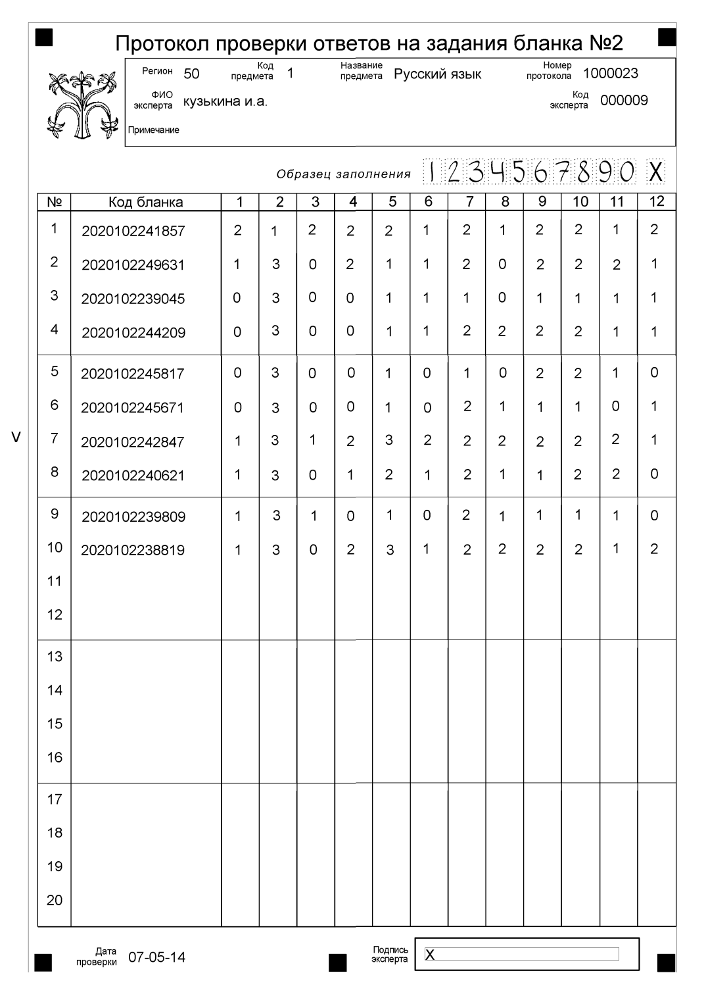 Протокол проверки ответов на задания бланка №2
Регион 50 Код предмета 1 Название предмета Русский язык Номер протокола 1000023
ФИО эксперта кузькина и.а. Код эксперта 000009
Примечание
Образец заполнения 1 2 3 4 5 6 7 8 9 0 X
№ Код бланка 1 2 3 4 5 6 7 8 9 10 11 12
1 2020102241857 2 1 2 2 2 1 2 1 2 2 1 2
2 2020102249631 1 3 0 2 1 1 2 0 2 2 2 1
3 2020102239045 0 3 0 0 1 1 1 0 1 1 1 1
4 2020102244209 0 3 0 0 1 1 2 2 2 2 1 1
5 2020102245817 0 3 0 0 1 0 1 0 2 2 1 0
6 2020102245671 0 3 0 0 1 0 2 1 1 1 0 1
V 7 2020102242847 1 3 1 2 3 2 2 2 2 2 2 1
8 2020102240621 1 3 0 1 2 1 2 1 1 2 2 0
9 2020102239809 1 3 1 0 1 0 2 1 1 1 1 0
10 2020102238819 1 3 0 2 3 1 2 2 2 2 1 2
11
12
13
14
15
16
17
18
19
20
Дата проверки 07-05-14 Подпись эксперта X